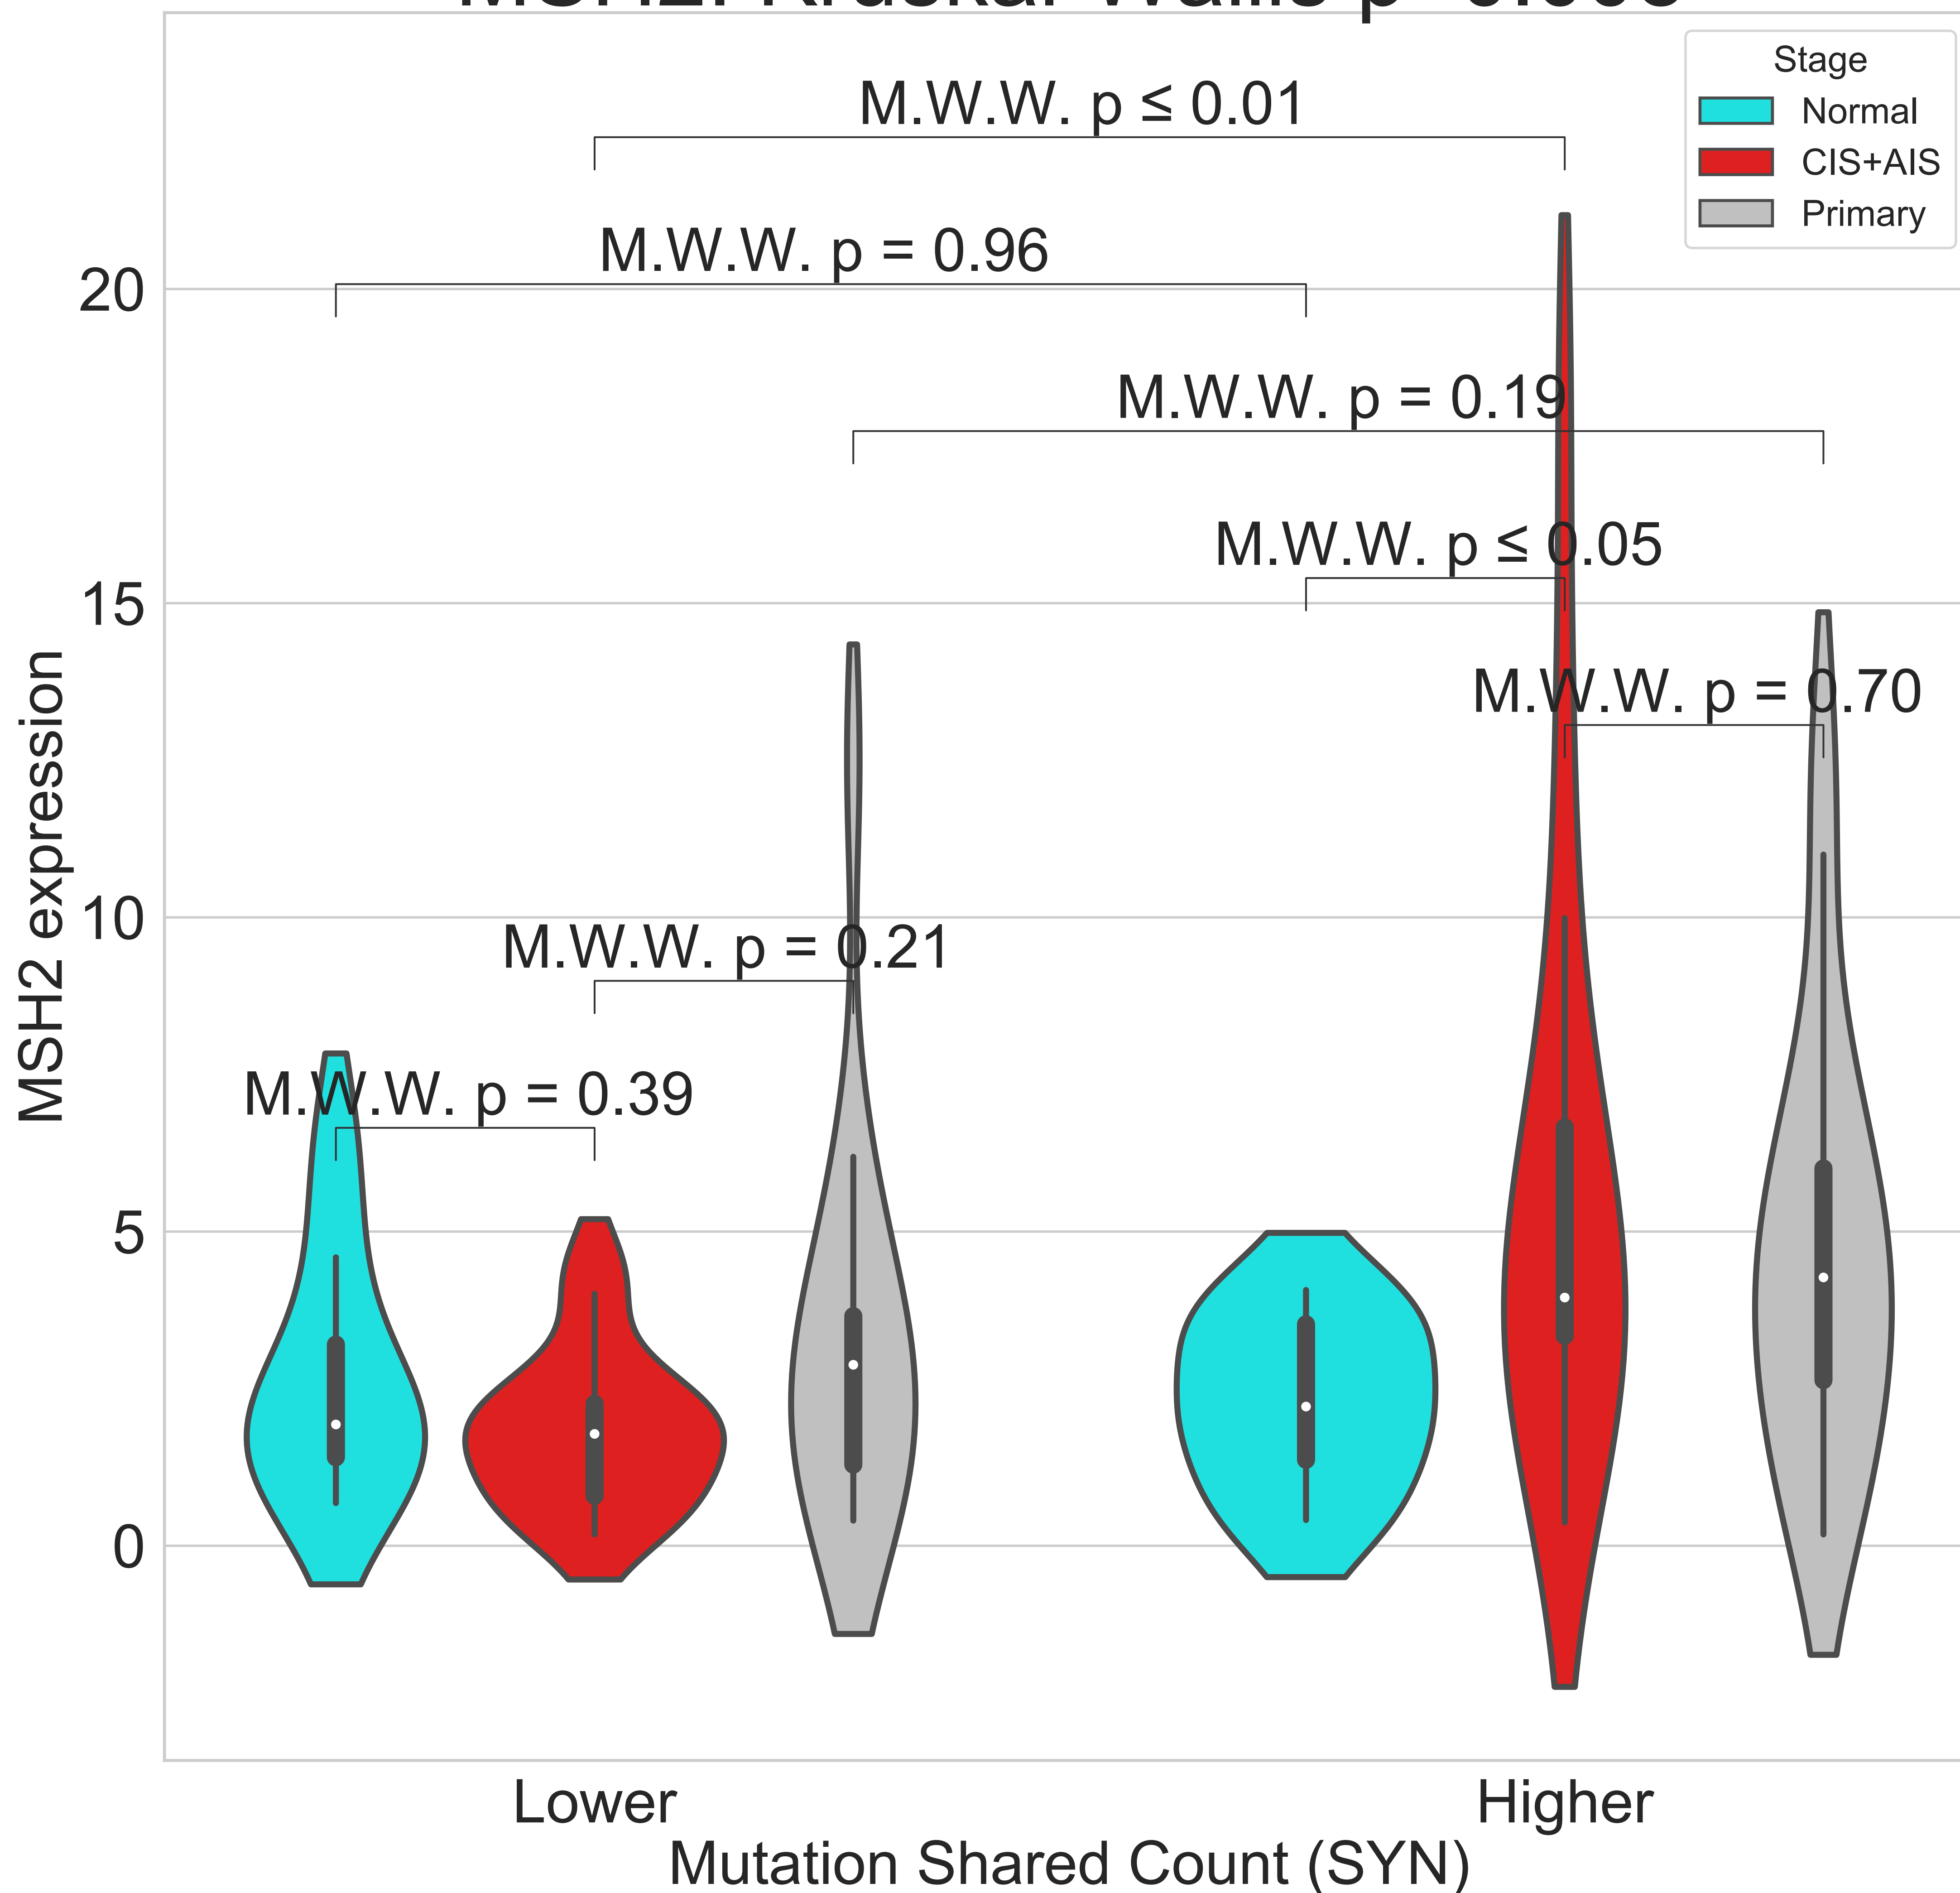 Stage
Normal
CIS+AIS
Primary
M.W.W. p ≤ 0.01
M.W.W. p = 0.96
M.W.W. p = 0.19
M.W.W. p ≤ 0.05
M.W.W. p = 0.70
M.W.W. p = 0.21
M.W.W. p = 0.39
20
15
10
5
0
MSH2 expression
Lower
Higher
Mutation Shared Count (SYN)